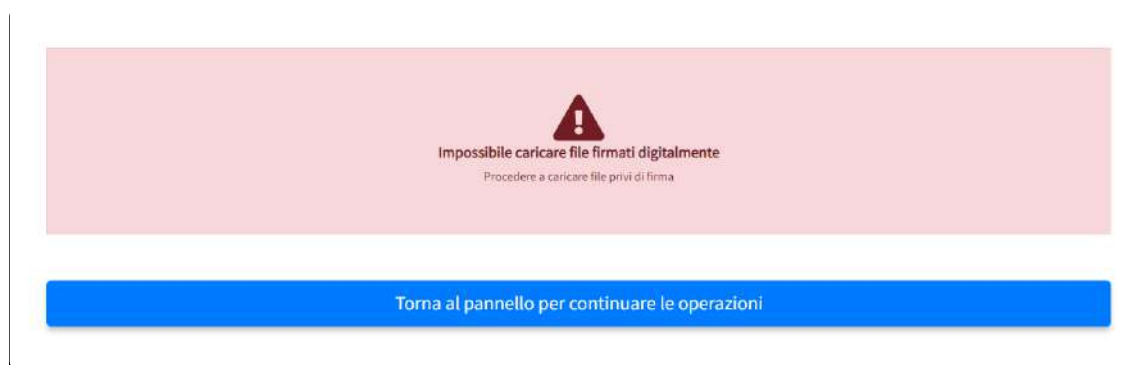 Impossibile caricare file firmati digitalmente
Procedere a caricare file privi di firma
Torna al pannello per continuare le operazioni